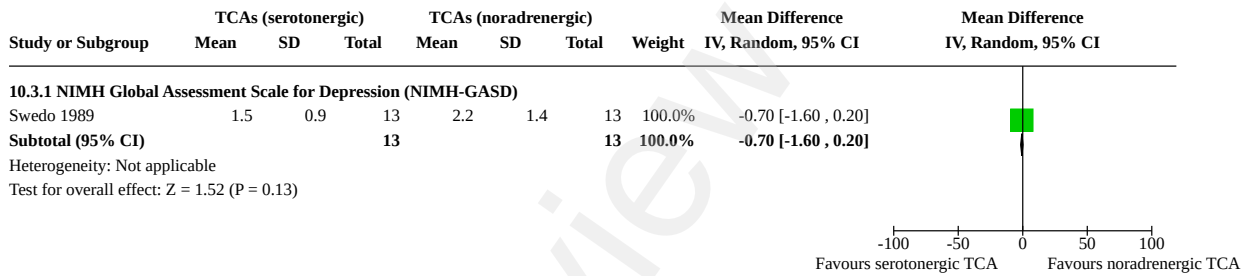 TCAs (serotonergic) TCAs (noradrenergic) Mean Difference Mean Difference
Study or Subgroup Mean SD Total Mean SD Total Weight IV, Random, 95% CI IV, Random, 95% CI
10.3.1 NIMH Global Assessment Scale for Depression (NIMH-GASD)
Swedo 1989 1.5 0.9 13 2.2 1.4 13 100.0% -0.70 [-1.60 , 0.20]
Subtotal (95% CI) 13 13 100.0% -0.70 [-1.60 , 0.20]
Heterogeneity: Not applicable
Test for overall effect: Z = 1.52 (P = 0.13)
-100 -50 0 50 100
Favours serotonergic TCA Favours noradrenergic TCA
view